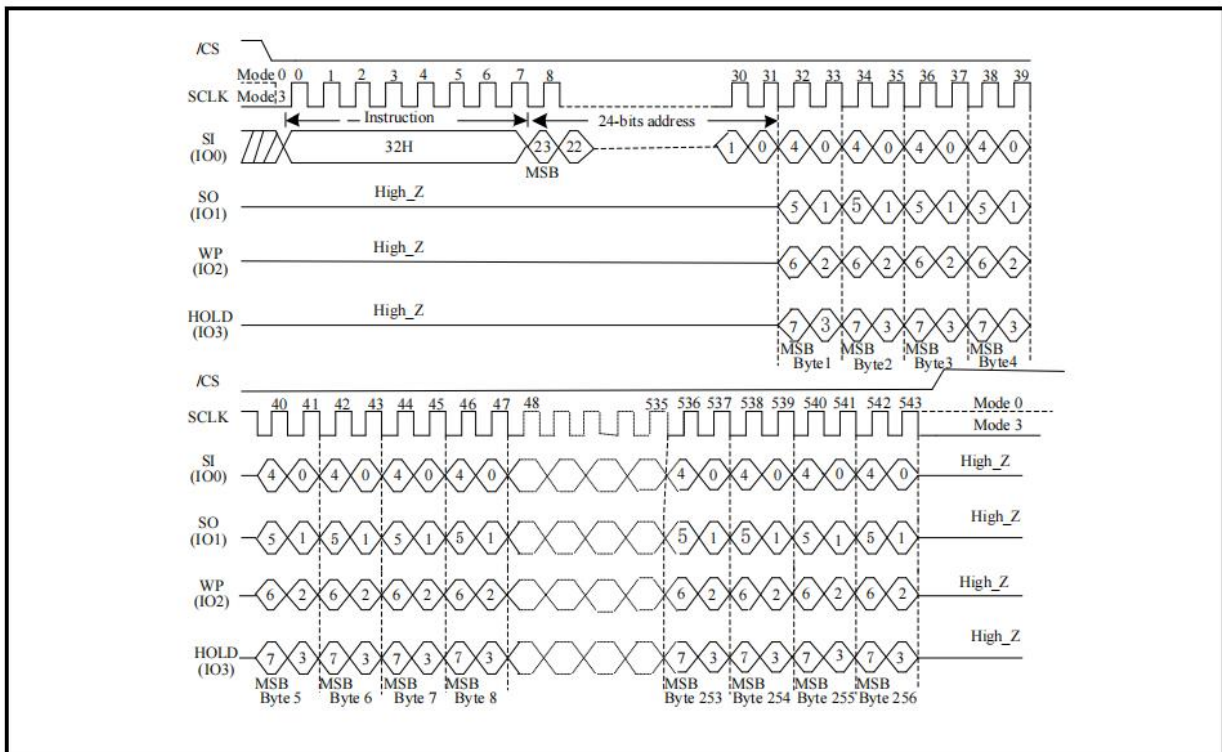 /CS
Mode 0 0 1 2 3 4 5 6 7 8 30 31 32 33 34 35 36 37 38 39
SCLK Mode 3
Instruction 24-bits address
SI
(IO0) 32H 23 22 1 0 4 0 4 0 4 0 4 0
MSB
SO
(IO1) High_Z 5 1 5 1 5 1 5 1
WP
(IO2) High_Z 6 2 6 2 6 2 6 2
HOLD
(IO3) High_Z 7 3 7 3 7 3 7 3
MSB MSB MSB MSB
Byte1 Byte2 Byte3 Byte4
/CS
40 41 42 43 44 45 46 47 48 535 536 537 538 539 540 541 542 543 Mode 0
SCLK Mode 3
SI
(IO0) 4 0 4 0 4 0 4 0 4 0 4 0 4 0 4 0 High_Z
SO
(IO1) 5 1 5 1 5 1 5 1 5 1 5 1 5 1 5 1 High_Z
WP
(IO2) 6 2 6 2 6 2 6 2 6 2 6 2 6 2 6 2 High_Z
HOLD
(IO3) 7 3 7 3 7 3 7 3 7 3 7 3 7 3 7 3 High_Z
MSB MSB MSB MSB MSB MSB MSB MSB
Byte 5 Byte 6 Byte 7 Byte 8 Byte 253 Byte 254 Byte 255 Byte 256